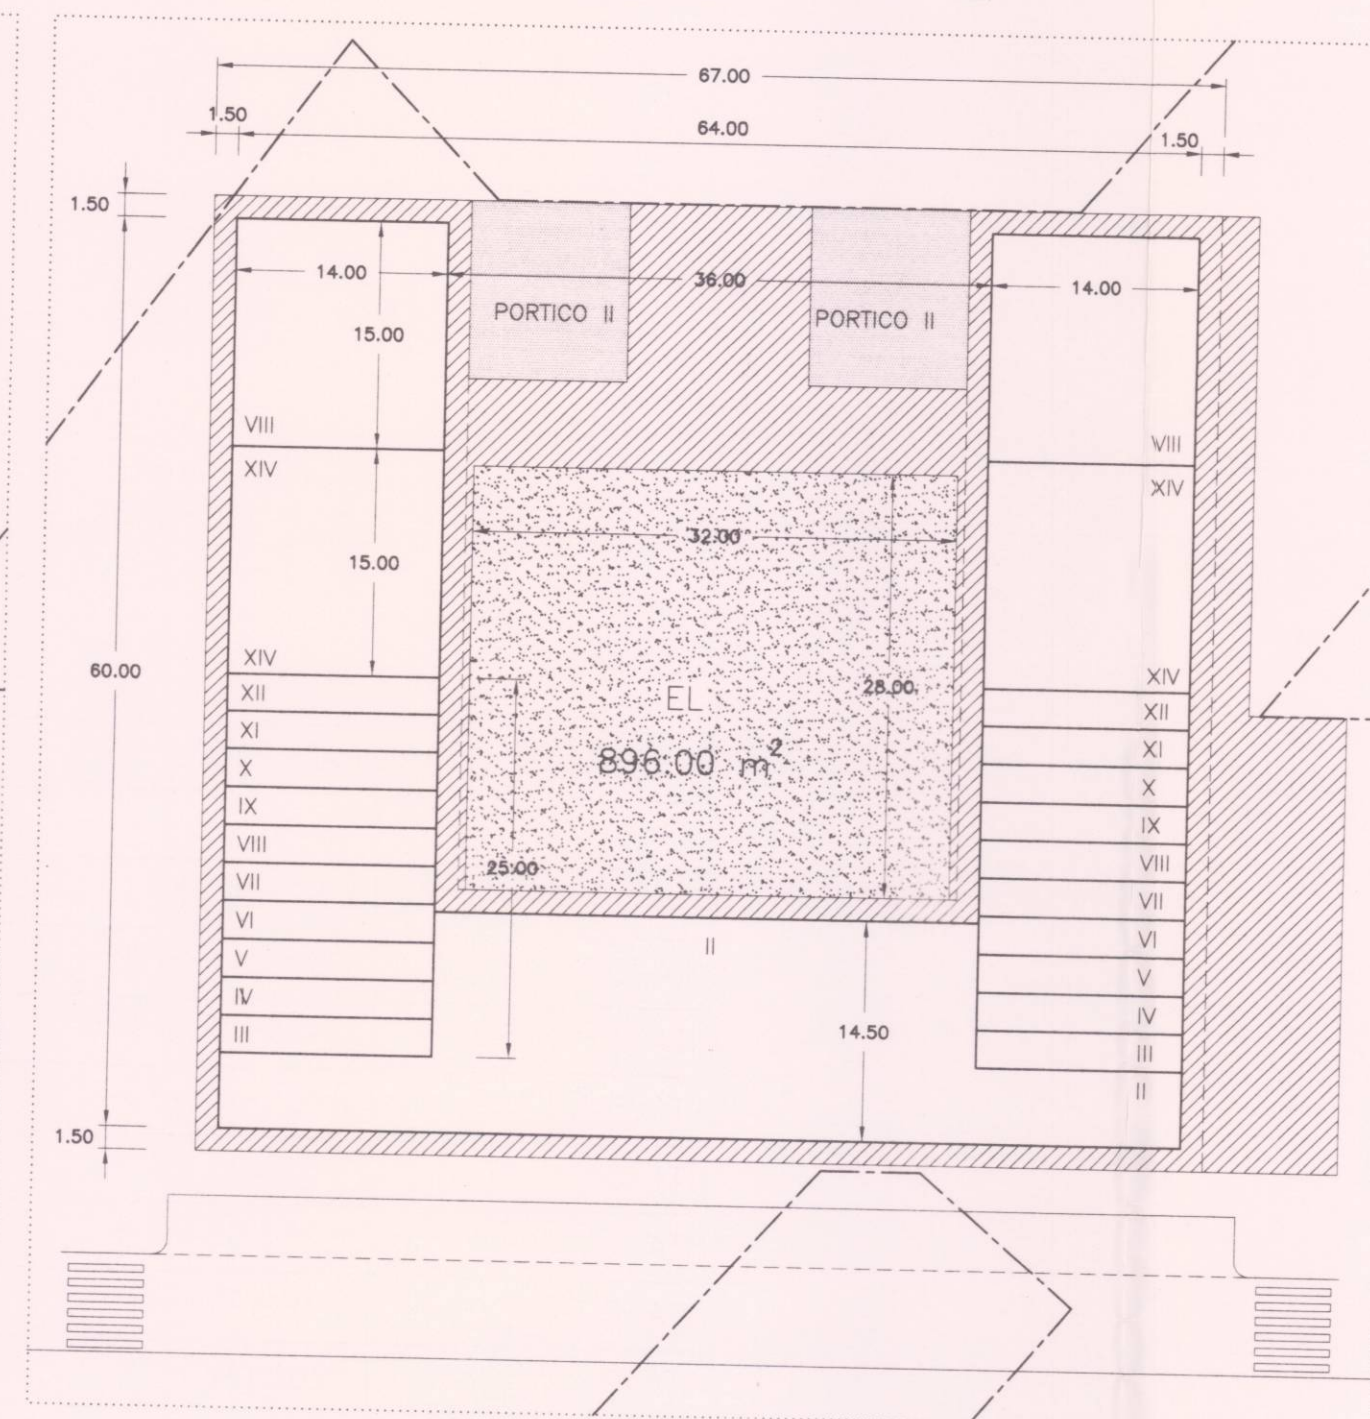 67.00
1.50
64.00
1.50
1.50
14.00
36.00
14.00
PORTICO II
PORTICO II
15.00
VIII
VIII
XIV
XIV
32.00
15.00
60.00
XIV
XIV
XII
XII
EL
28.00
XI
XI
896.00 m²
X
X
IX
IX
VIII
VIII
25.00
VII
VII
VI
VI
II
V
V
IV
IV
14.50
III
III
II
1.50